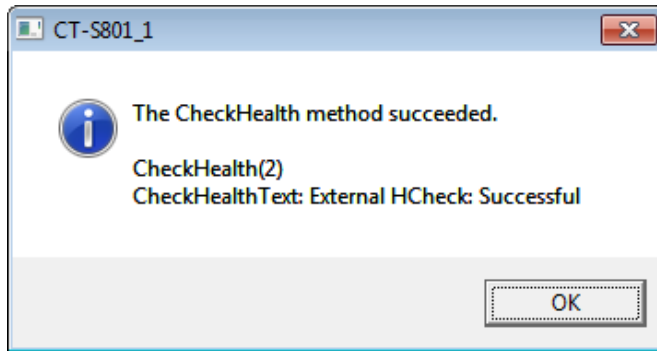 CT-S801_1
The CheckHealth method succeeded.
CheckHealth(2)
CheckHealthText: External HCheck: Successful
OK